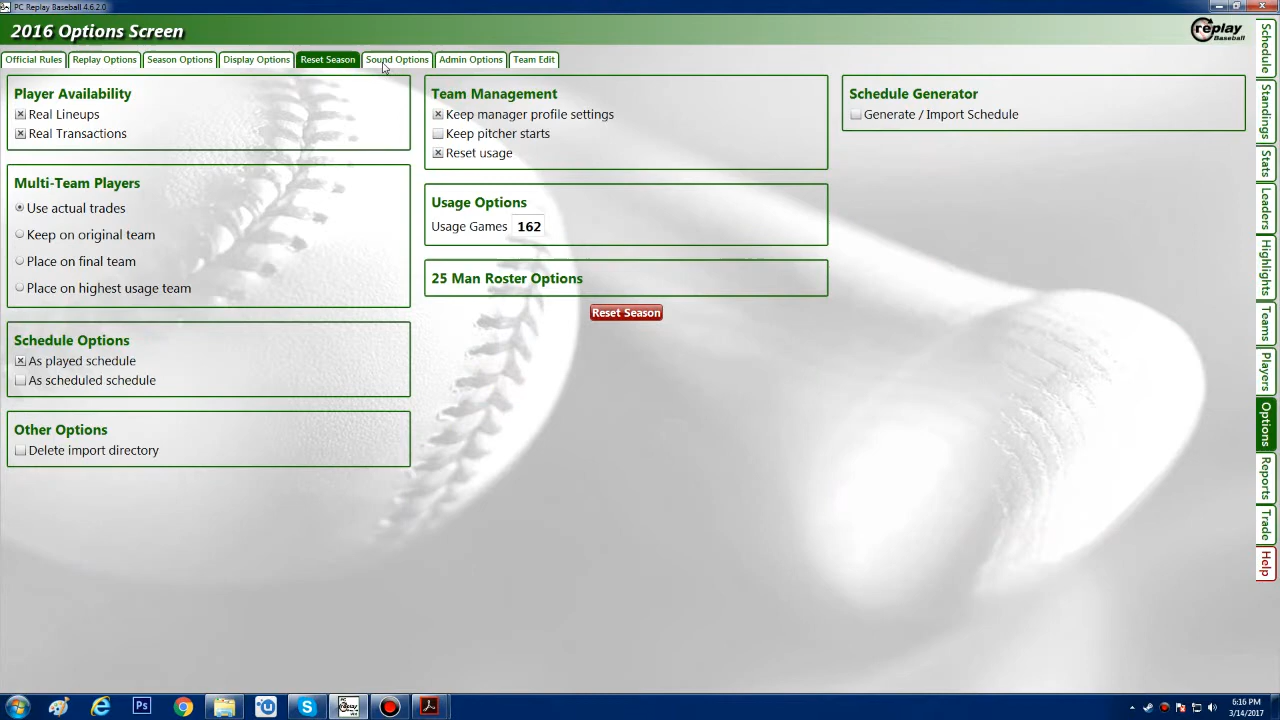 PC Replay Baseball 4.6.2.0
2016 Options Screen
replay
Baseball
Official Rules
Replay Options
Season Options
Display Options
Reset Season
Sound Options
Admin Options
Team Edit
Player Availability
Real Lineups
Real Transactions
Multi-Team Players
Use actual trades
Keep on original team
Place on final team
Place on highest usage team
Schedule Options
As played schedule
As scheduled schedule
Other Options
Delete import directory
Team Management
Keep manager profile settings
Keep pitcher starts
Reset usage
Usage Options
Usage Games 162
25 Man Roster Options
Reset Season
Schedule Generator
Generate / Import Schedule
Schedule
Standings
Stats
Leaders
Highlights
Teams
Players
Options
Reports
Trade
Help
Ps
6:16 PM
3/14/2017